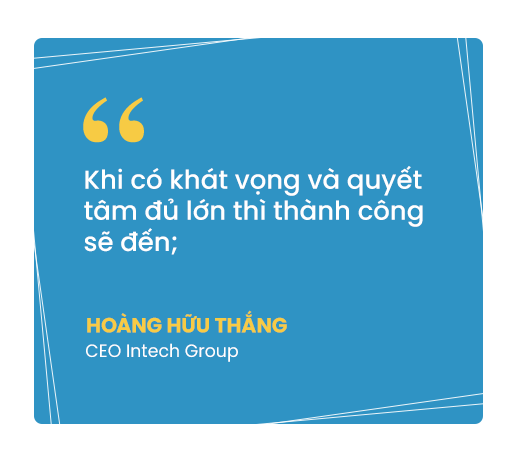 “
Khi có khát vọng và quyết
tâm đủ lớn thì thành công
sẽ đến;
HOÀNG HỮU THẮNG
CEO Intech Group